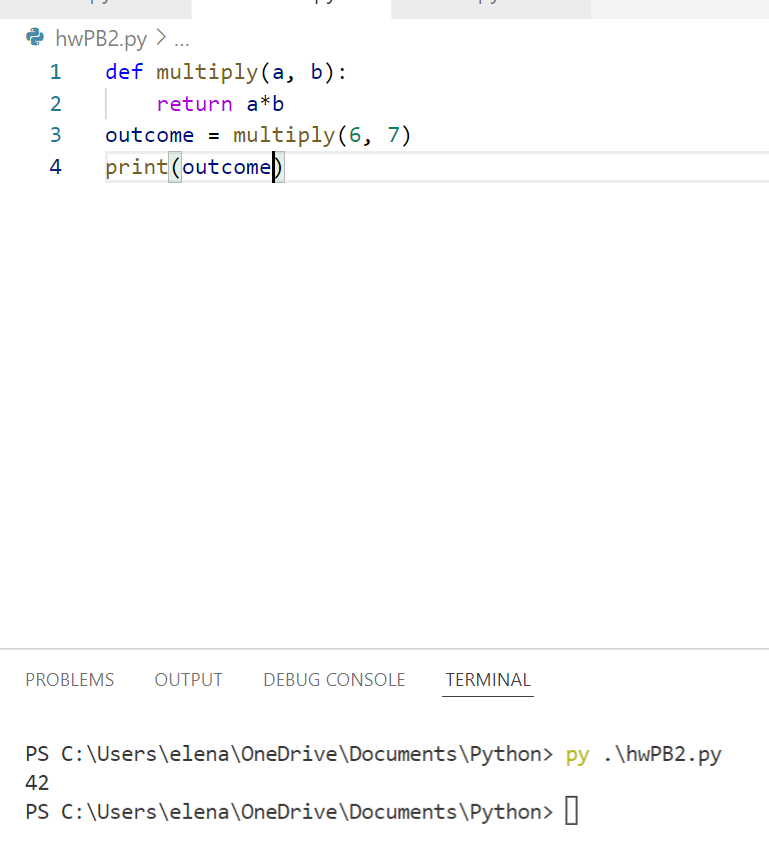 hwPB2.py > ...
1 def multiply(a, b):
2     return a*b
3 outcome = multiply(6, 7)
4 print(outcome)
PROBLEMS OUTPUT DEBUG CONSOLE TERMINAL
PS C:\Users\elena\OneDrive\Documents\Python> py .\hwPB2.py
42
PS C:\Users\elena\OneDrive\Documents\Python>